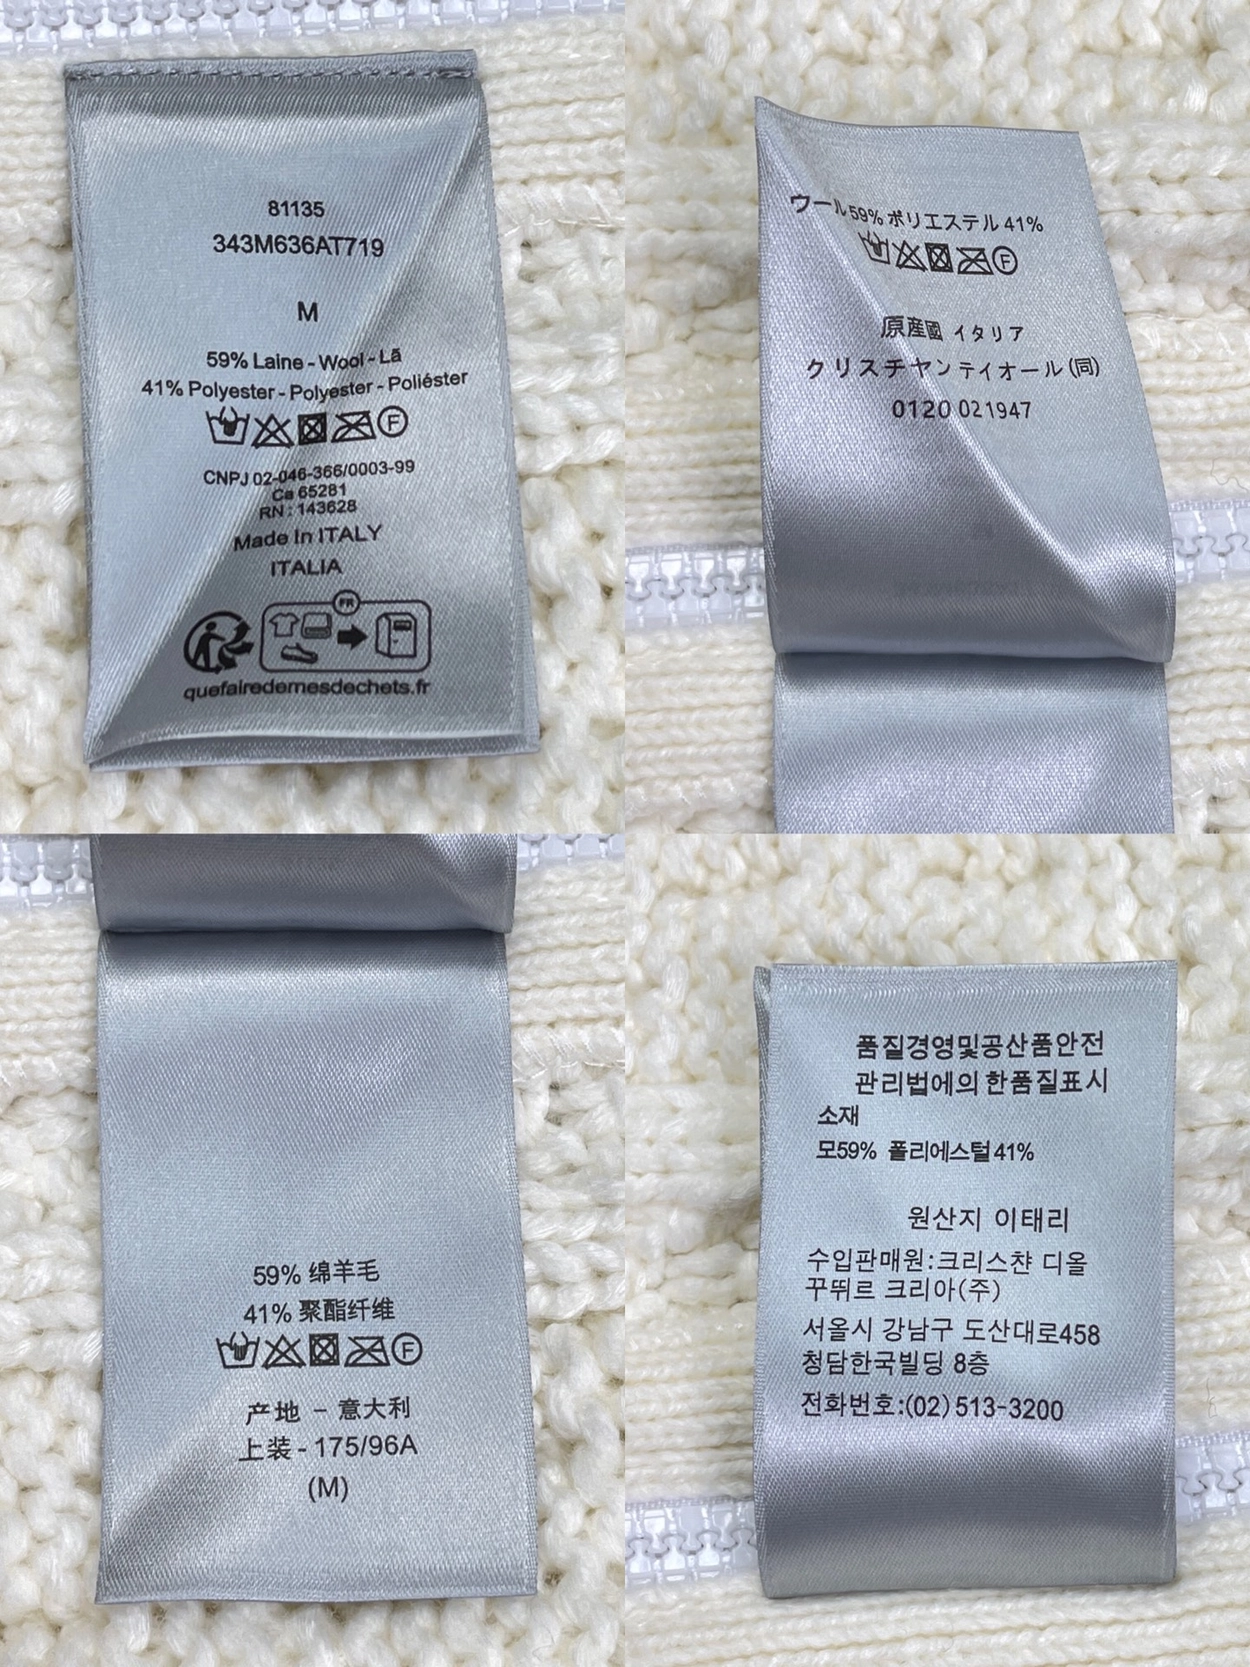 81135
343M636AT719
M
59% Laine - Wool - Lã
41% Polyester - Polyester - Poliéster
F
CNPJ 02-046-366/0003-99
Ca 65281
RN : 143628
Made In ITALY
ITALIA
FR
quefairedemesdechets.fr
ウール 59% ポリエステル 41%
F
原産國 イタリア
クリスチヤンティオール(同)
0120 021947
59% 绵羊毛
41% 聚酯纤维
F
产地 - 意大利
上装 - 175/96A
(M)
품질경영및공산품안전
관리법에의한품질표시
소재
모59% 폴리에스털41%
원산지 이태리
수입판매원:크리스챤 디올
꾸뛰르 크리아(주)
서울시 강남구 도산대로458
청담한국빌딩 8층
전화번호:(02)513-3200